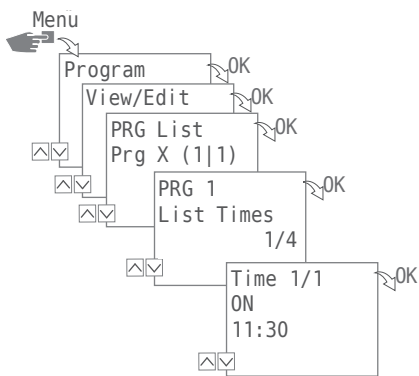 Menü
Program OK
View/Edit OK
PRG List OK
Prg X (1|1)
PRG 1 OK
List Times
1/4
Time 1/1 OK
ON
11:30